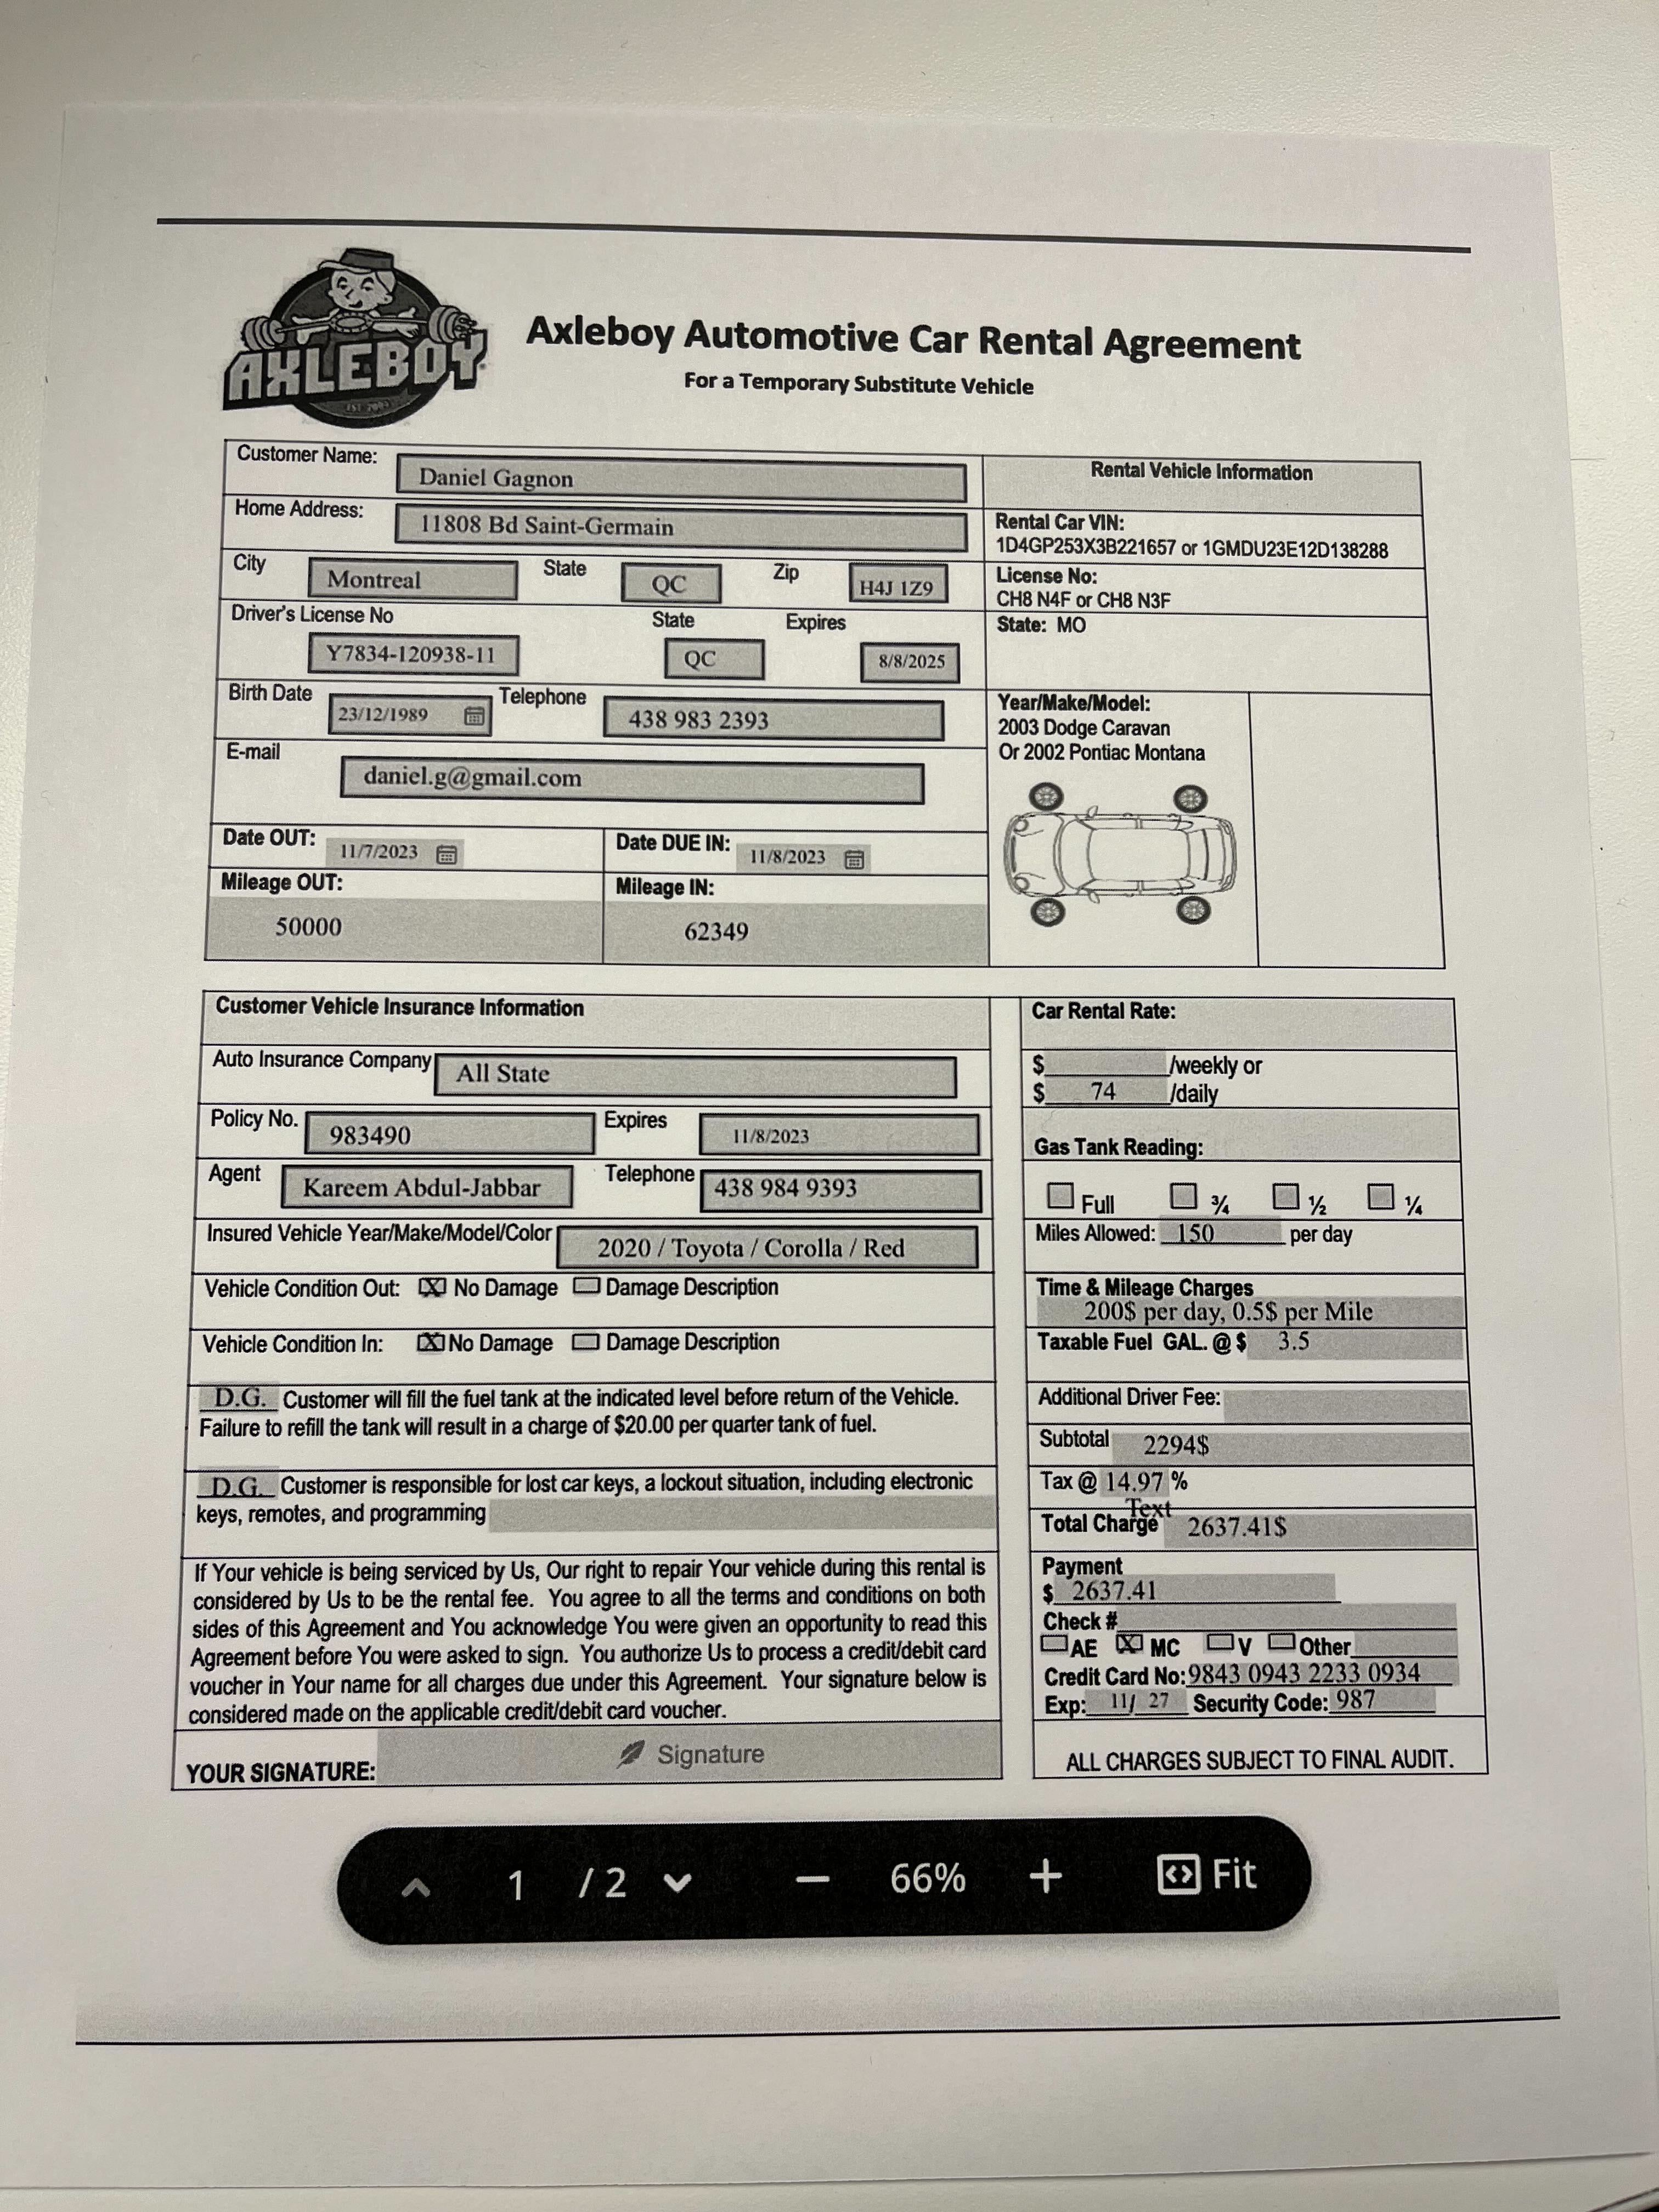 AXLEBOY
Axleboy Automotive Car Rental Agreement
For a Temporary Substitute Vehicle
Customer Name: Daniel Gagnon
Home Address: 11808 Bd Saint-Germain
City Montreal State QC Zip H4J 1Z9
Driver's License No State Expires
Y7834-120938-11 QC 8/8/2025
Birth Date 23/12/1989 Telephone 438 983 2393
E-mail daniel.g@gmail.com
Date OUT: 11/7/2023 Date DUE IN: 11/8/2023
Mileage OUT: Mileage IN:
50000 62349
Rental Vehicle Information
Rental Car VIN:
1D4GP253X3B221657 or 1GMDU23E12D138288
License No:
CH8 N4F or CH8 N3F
State: MO
Year/Make/Model:
2003 Dodge Caravan
Or 2002 Pontiac Montana
Customer Vehicle Insurance Information
Auto Insurance Company All State
Policy No. 983490 Expires 11/8/2023
Agent Kareem Abdul-Jabbar Telephone 438 984 9393
Insured Vehicle Year/Make/Model/Color 2020 / Toyota / Corolla / Red
Vehicle Condition Out: X No Damage Damage Description
Vehicle Condition In: X No Damage Damage Description
D.G. Customer will fill the fuel tank at the indicated level before return of the Vehicle.
Failure to refill the tank will result in a charge of $20.00 per quarter tank of fuel.
D.G. Customer is responsible for lost car keys, a lockout situation, including electronic
keys, remotes, and programming
If Your vehicle is being serviced by Us, Our right to repair Your vehicle during this rental is
considered by Us to be the rental fee. You agree to all the terms and conditions on both
sides of this Agreement and You acknowledge You were given an opportunity to read this
Agreement before You were asked to sign. You authorize Us to process a credit/debit card
voucher in Your name for all charges due under this Agreement. Your signature below is
considered made on the applicable credit/debit card voucher.
YOUR SIGNATURE: Signature
Car Rental Rate:
$ /weekly or
$ 74 /daily
Gas Tank Reading:
Full ¾ ½ ¼
Miles Allowed: 150 per day
Time & Mileage Charges
200$ per day, 0.5$ per Mile
Taxable Fuel GAL. @ $ 3.5
Additional Driver Fee:
Subtotal 2294$
Tax @ 14.97 %
Text
Total Charge 2637.41$
Payment
$ 2637.41
Check #
AE X MC V Other
Credit Card No: 9843 0943 2233 0934
Exp: 11/ 27 Security Code: 987
ALL CHARGES SUBJECT TO FINAL AUDIT.
1 / 2 − 66% + Fit